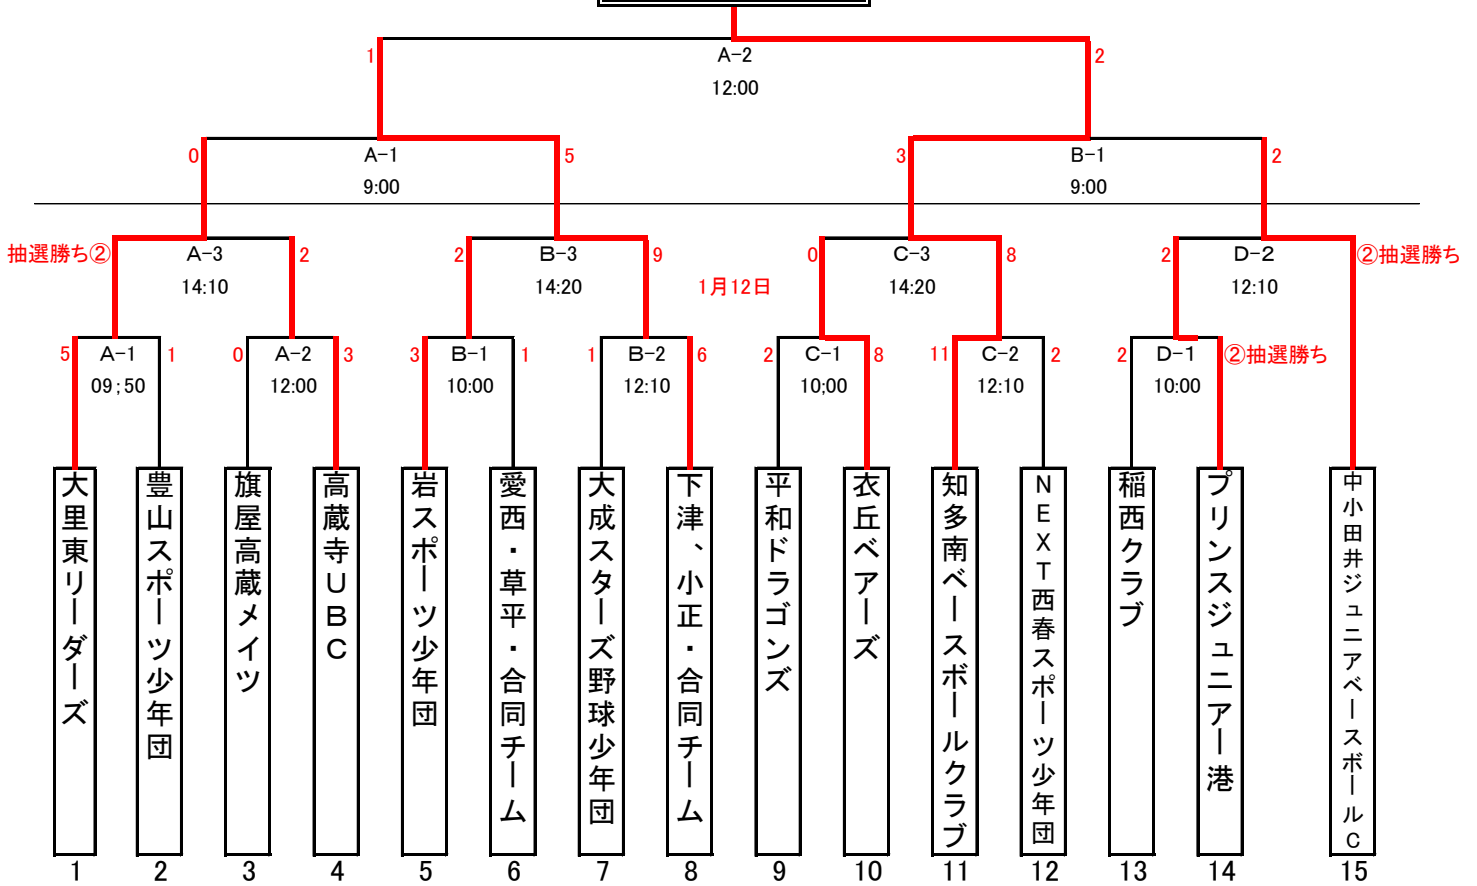 1 2
A-2
12:00
0 A-1 5 3 B-1 2
9:00 9:00
抽選勝ち② A-3 2 2 B-3 9 0 C-3 8 2 D-2 ②抽選勝ち
14:10 14:20 1月12日 14:20 12:10
5 A-1 1 0 A-2 3 3 B-1 1 1 B-2 6 2 C-1 8 11 C-2 2 2 D-1 ②抽選勝ち
09;50 12:00 10:00 12:10 10;00 12:10 10:00
大里東リーダーズ
豊山スポーツ少年団
旗屋高蔵メイツ
高蔵寺UBC
岩スポーツ少年団
愛西・草平・合同チーム
大成スターズ野球少年団
下津、小正・合同チーム
平和ドラゴンズ
衣丘ベアーズ
知多南ベースボールクラブ
NEXT西春スポーツ少年団
稲西クラブ
プリンスジュニアー港
中小田井ジュニアベースボールC
1 2 3 4 5 6 7 8 9 10 11 12 13 14 15